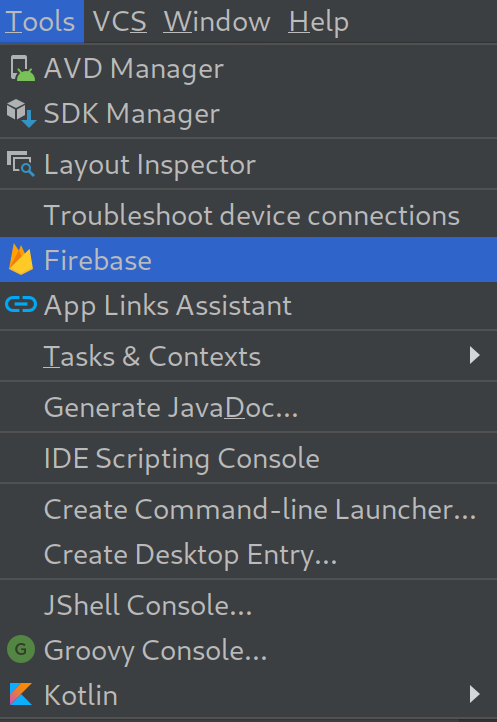 Tools VCS Window Help
AVD Manager
SDK Manager
Layout Inspector
Troubleshoot device connections
Firebase
App Links Assistant
Tasks & Contexts
Generate JavaDoc...
IDE Scripting Console
Create Command-line Launcher...
Create Desktop Entry...
JShell Console...
G Groovy Console...
Kotlin